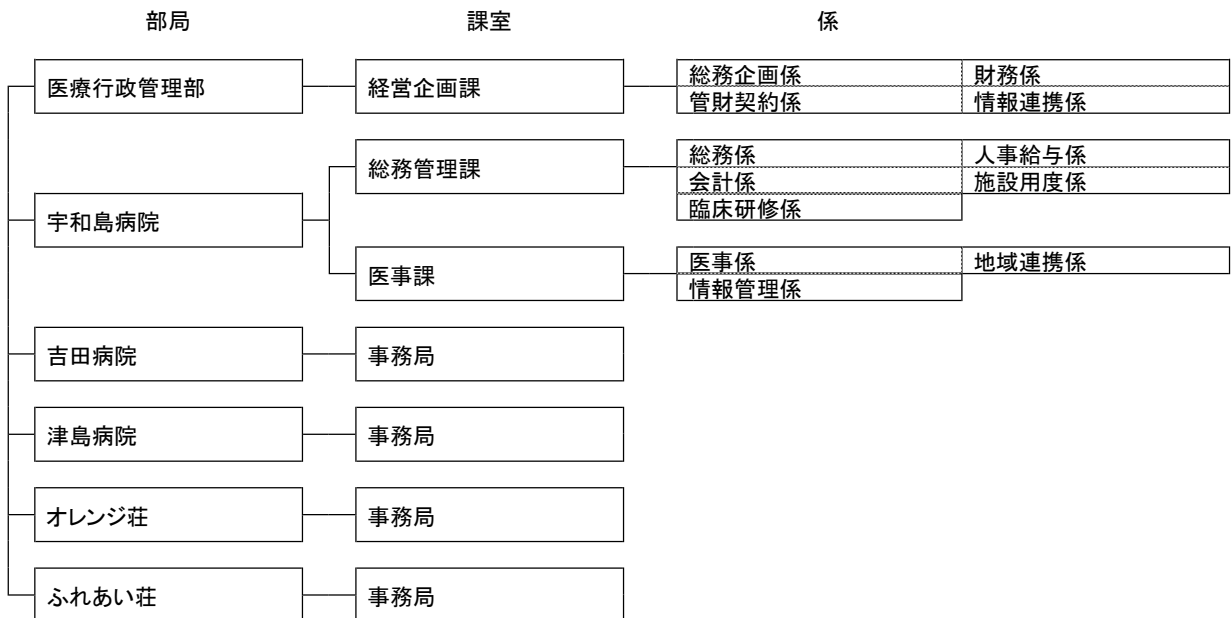 部局 課室 係
医療行政管理部 経営企画課 総務企画係 財務係
管財契約係 情報連携係
総務管理課 総務係 人事給与係
会計係 施設用度係
臨床研修係
宇和島病院
医事課 医事係 地域連携係
情報管理係
吉田病院 事務局
津島病院 事務局
オレンジ荘 事務局
ふれあい荘 事務局